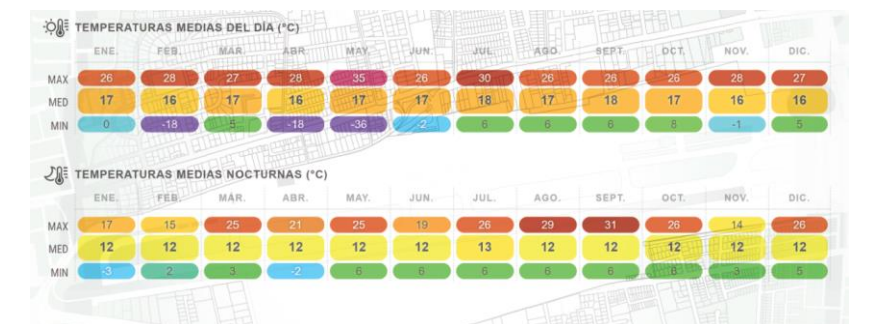 TEMPERATURAS MEDIAS DEL DÍA (°C)
ENE. FEB. MAR. ABR. MAY. JUN. JUL. AGO. SEPT. OCT. NOV. DIC.
MAX 26 28 27 28 35 26 30 26 26 26 28 27
MED 17 16 17 16 17 17 18 17 18 17 16 16
MIN 0 -18 5 -18 -36 -2 6 6 6 8 -1 5
TEMPERATURAS MEDIAS NOCTURNAS (°C)
ENE. FEB. MÁR. ABR. MAY. JUN. JUL. AGO. SEPT. OCT. NOV. DIC.
MAX 17 15 25 21 25 19 26 29 31 26 14 26
MED 12 12 12 12 12 12 13 12 12 12 12 12
MIN -3 2 3 -2 6 6 6 6 6 8 3 5